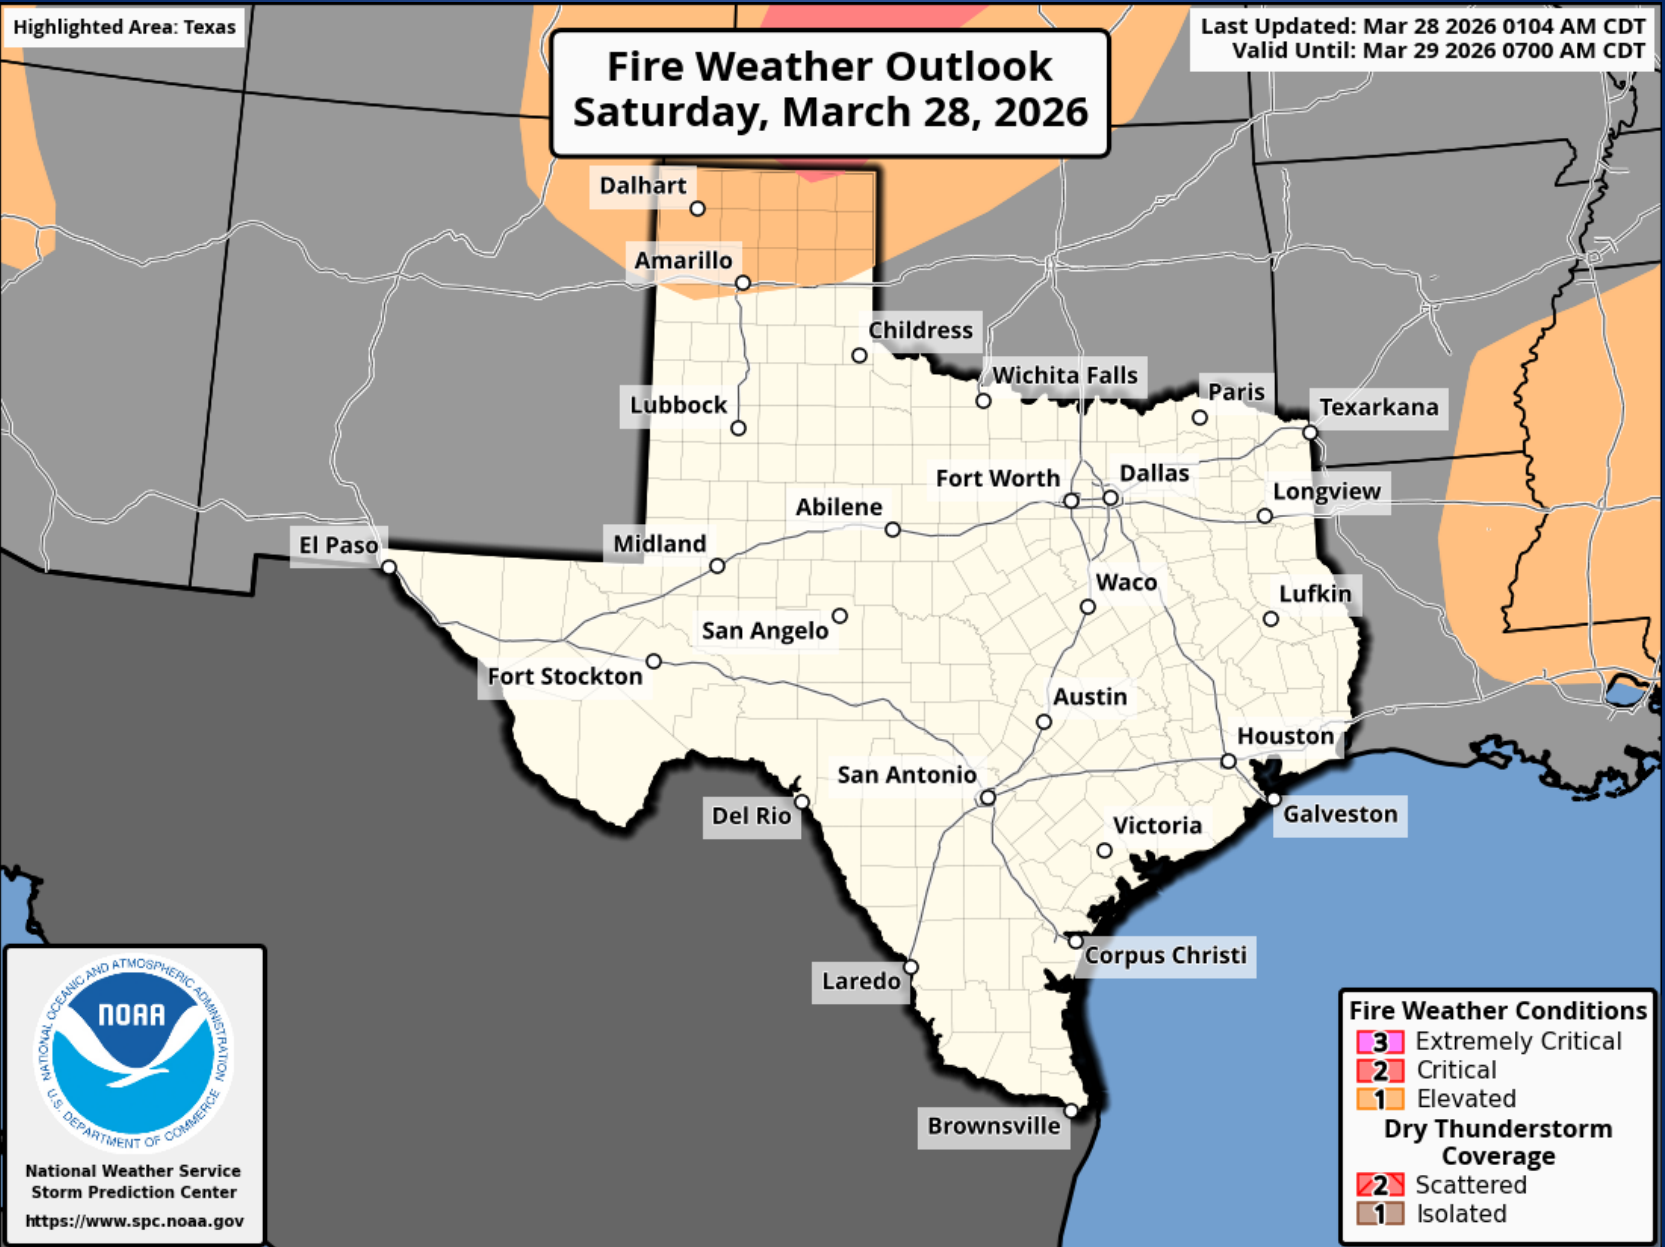 Highlighted Area: Texas
Last Updated: Mar 28 2026 0104 AM CDT
Valid Until: Mar 29 2026 0700 AM CDT
Fire Weather Outlook
Saturday, March 28, 2026
Dalhart
Amarillo
Childress
Wichita Falls
Paris
Lubbock
Texarkana
Fort Worth
Dallas
Longview
Abilene
El Paso
Midland
Waco
Lufkin
San Angelo
Fort Stockton
Austin
Houston
San Antonio
Del Rio
Galveston
Victoria
Corpus Christi
Laredo
Brownsville
NATIONAL OCEANIC AND ATMOSPHERIC ADMINISTRATION
NOAA
U.S. DEPARTMENT OF COMMERCE
National Weather Service
Storm Prediction Center
https://www.spc.noaa.gov
Fire Weather Conditions
3 Extremely Critical
2 Critical
1 Elevated
Dry Thunderstorm
Coverage
2 Scattered
1 Isolated